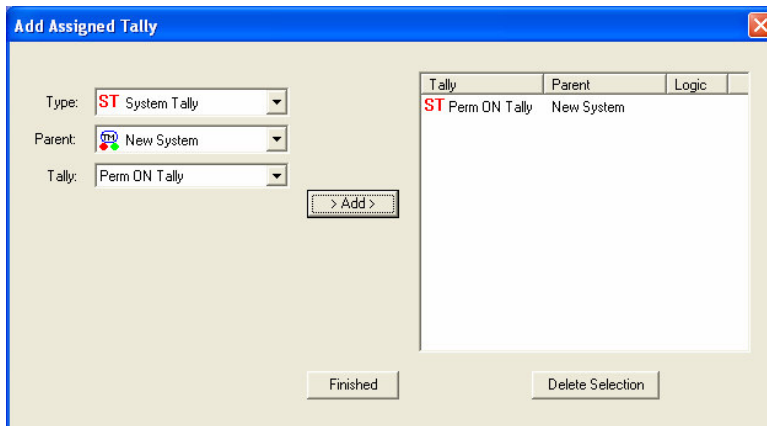 Add Assigned Tally
Type: ST System Tally
Parent: TM New System
Tally: Perm ON Tally
> Add >
Tally Parent Logic
ST Perm ON Tally New System
Finished
Delete Selection